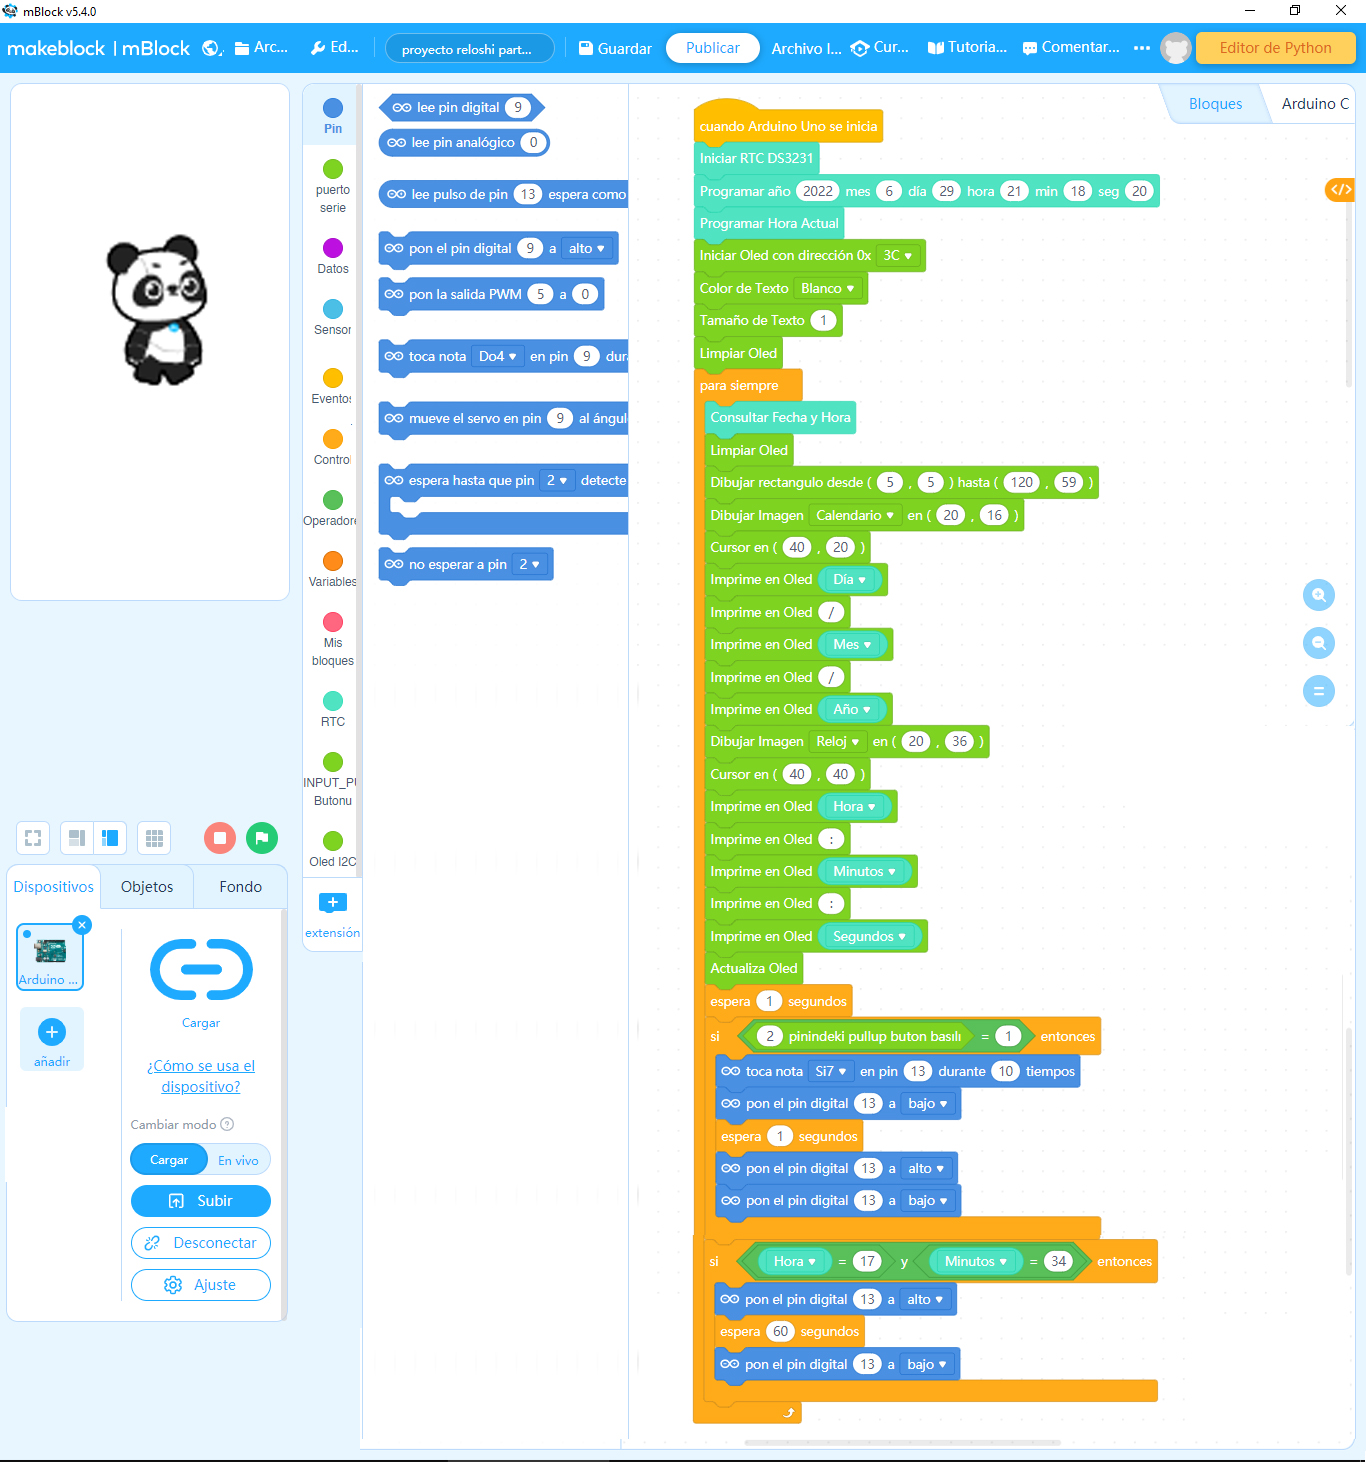 mBlock v5.4.0
makeblock | mBlock
Arc...
Ed...
proyecto reloshi part...
Guardar
Publicar
Archivo I...
Cur...
Tutoria...
Comentar...
Editor de Python
Pin
puerto
serie
Datos
Sensor
Eventos
Control
Operadore
Variables
Mis
bloques
RTC
INPUT_PU
Butonu
Oled I2C
extensión
lee pin digital 9
lee pin analógico 0
lee pulso de pin 13 espera como
pon el pin digital 9 a alto
pon la salida PWM 5 a 0
toca nota Do4 en pin 9 dura
mueve el servo en pin 9 al ángul
espera hasta que pin 2 detecte
no esperar a pin 2
Bloques
Arduino C
cuando Arduino Uno se inicia
Iniciar RTC DS3231
Programar año 2022 mes 6 día 29 hora 21 min 18 seg 20
Programar Hora Actual
Iniciar Oled con dirección 0x 3C
Color de Texto Blanco
Tamaño de Texto 1
Limpiar Oled
para siempre
Consultar Fecha y Hora
Limpiar Oled
Dibujar rectangulo desde ( 5 , 5 ) hasta ( 120 , 59 )
Dibujar Imagen Calendario en ( 20 , 16 )
Cursor en ( 40 , 20 )
Imprime en Oled Día
Imprime en Oled /
Imprime en Oled Mes
Imprime en Oled /
Imprime en Oled Año
Dibujar Imagen Reloj en ( 20 , 36 )
Cursor en ( 40 , 40 )
Imprime en Oled Hora
Imprime en Oled :
Imprime en Oled Minutos
Imprime en Oled :
Imprime en Oled Segundos
Actualiza Oled
espera 1 segundos
si 2 pinindeki pullup buton basılı = 1 entonces
toca nota Si7 en pin 13 durante 10 tiempos
pon el pin digital 13 a bajo
espera 1 segundos
pon el pin digital 13 a alto
pon el pin digital 13 a bajo
si Hora = 17 y Minutos = 34 entonces
pon el pin digital 13 a alto
espera 60 segundos
pon el pin digital 13 a bajo
Dispositivos
Objetos
Fondo
Arduino ...
añadir
Cargar
¿Cómo se usa el
dispositivo?
Cambiar modo ?
Cargar
En vivo
Subir
Desconectar
Ajuste